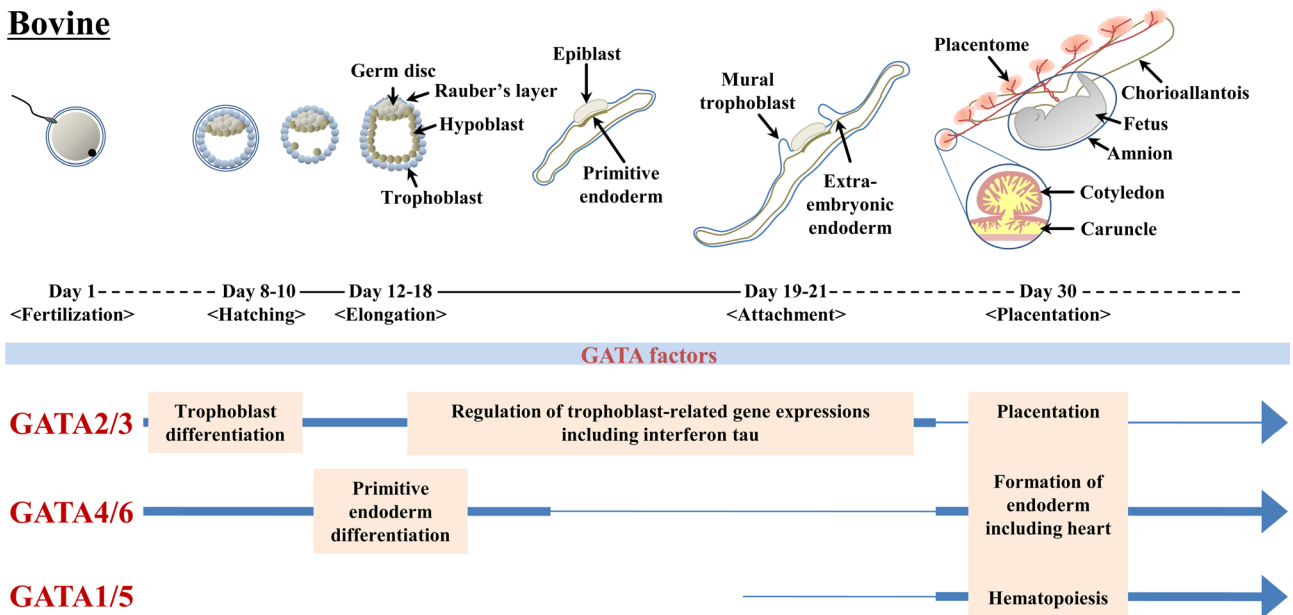 Bovine
Germ disc
Rauber's layer
Hypoblast
Trophoblast
Epiblast
Primitive
endoderm
Mural
trophoblast
Extra-
embryonic
endoderm
Placentome
Chorioallantois
Fetus
Amnion
Cotyledon
Caruncle
Day 1
<Fertilization>
Day 8-10
<Hatching>
Day 12-18
<Elongation>
Day 19-21
<Attachment>
Day 30
<Placentation>
GATA factors
GATA2/3
Trophoblast
differentiation
Regulation of trophoblast-related gene expressions
including interferon tau
Placentation
GATA4/6
Primitive
endoderm
differentiation
Formation of
endoderm
including heart
GATA1/5
Hematopoiesis